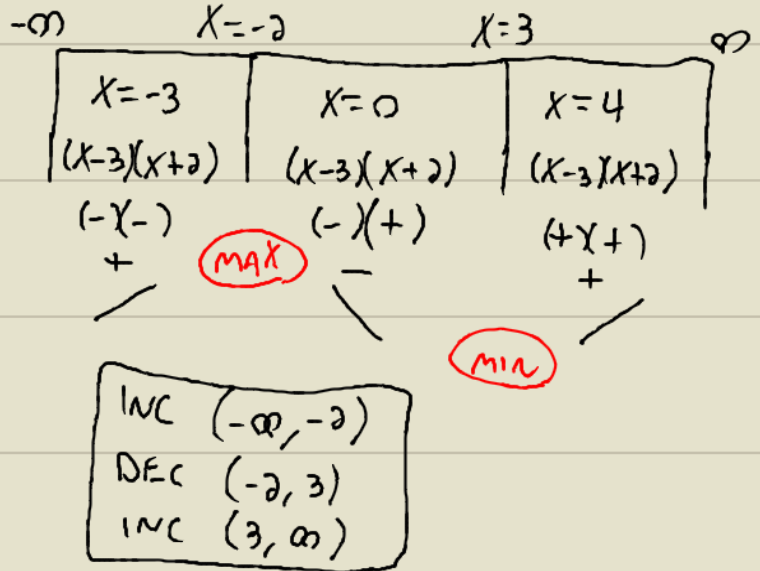 -∞ X=-2 X=3 ∞
X=-3 X=0 X=4
(X-3)(X+2) (X-3)(X+2) (X-3)(X+2)
(-)(-) (-)(+) (+)(+)
+ MAX - +
MIN
INC (-∞,-2)
DEC (-2,3)
INC (3,∞)